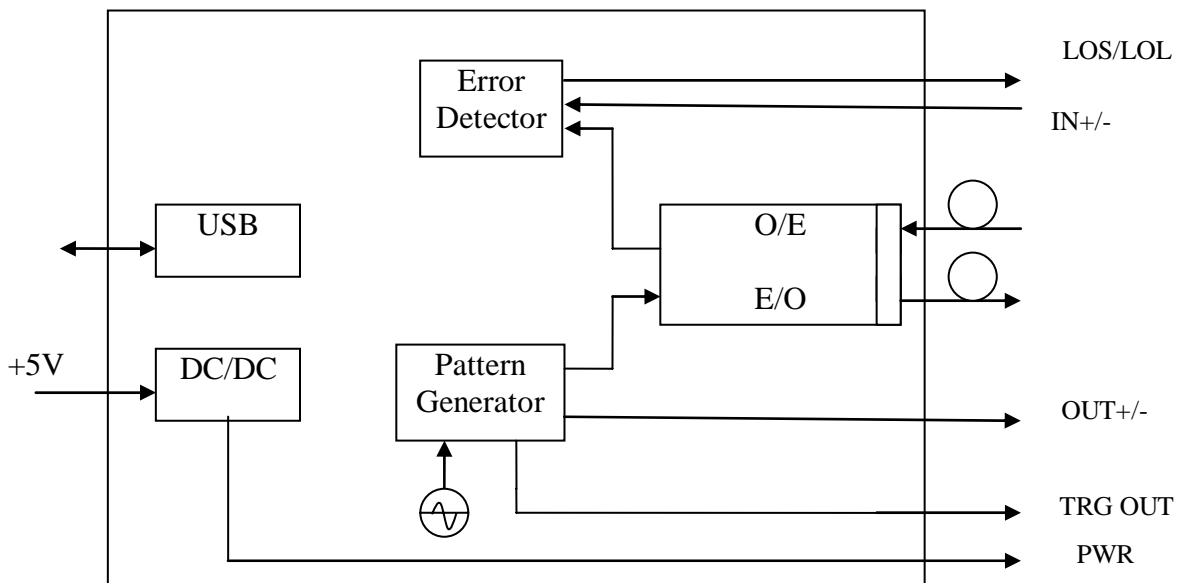 LOS/LOL
Error
Detector
IN+/-
USB
O/E
E/O
+5V
DC/DC
Pattern
Generator
OUT+/-
TRG OUT
PWR